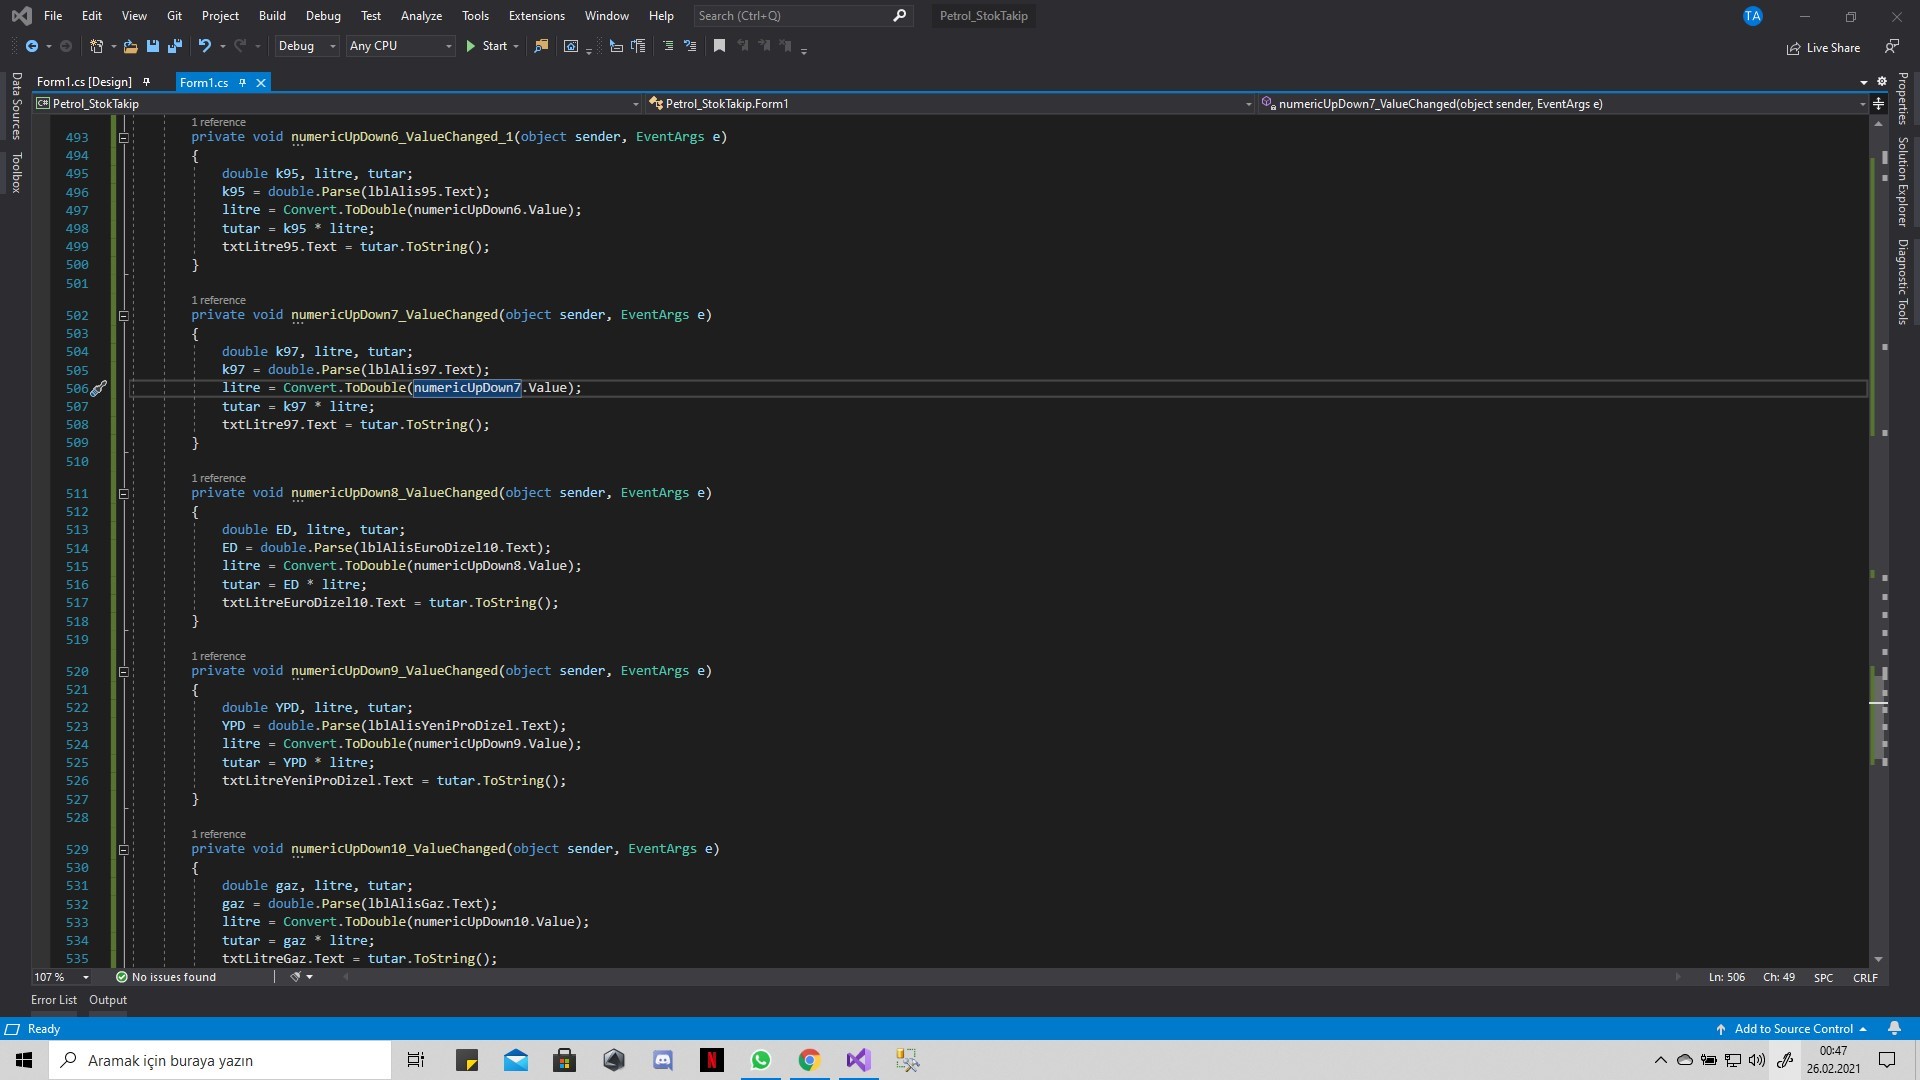 File Edit View Git Project Build Debug Test Analyze Tools Extensions Window Help Search (Ctrl+Q) Petrol_StokTakip TA
Debug Any CPU Start Live Share
Form1.cs [Design] Form1.cs
C# Petrol_StokTakip Petrol_StokTakip.Form1 numericUpDown7_ValueChanged(object sender, EventArgs e)
Data Sources
Toolbox
Properties
Solution Explorer
Diagnostic Tools
1 reference
493 private void numericUpDown6_ValueChanged_1(object sender, EventArgs e)
494 {
495 double k95, litre, tutar;
496 k95 = double.Parse(lblAlis95.Text);
497 litre = Convert.ToDouble(numericUpDown6.Value);
498 tutar = k95 * litre;
499 txtLitre95.Text = tutar.ToString();
500 }
501
1 reference
502 private void numericUpDown7_ValueChanged(object sender, EventArgs e)
503 {
504 double k97, litre, tutar;
505 k97 = double.Parse(lblAlis97.Text);
506 litre = Convert.ToDouble(numericUpDown7.Value);
507 tutar = k97 * litre;
508 txtLitre97.Text = tutar.ToString();
509 }
510
1 reference
511 private void numericUpDown8_ValueChanged(object sender, EventArgs e)
512 {
513 double ED, litre, tutar;
514 ED = double.Parse(lblAlisEuroDizel10.Text);
515 litre = Convert.ToDouble(numericUpDown8.Value);
516 tutar = ED * litre;
517 txtLitreEuroDizel10.Text = tutar.ToString();
518 }
519
1 reference
520 private void numericUpDown9_ValueChanged(object sender, EventArgs e)
521 {
522 double YPD, litre, tutar;
523 YPD = double.Parse(lblAlisYeniProDizel.Text);
524 litre = Convert.ToDouble(numericUpDown9.Value);
525 tutar = YPD * litre;
526 txtLitreYeniProDizel.Text = tutar.ToString();
527 }
528
1 reference
529 private void numericUpDown10_ValueChanged(object sender, EventArgs e)
530 {
531 double gaz, litre, tutar;
532 gaz = double.Parse(lblAlisGaz.Text);
533 litre = Convert.ToDouble(numericUpDown10.Value);
534 tutar = gaz * litre;
535 txtLitreGaz.Text = tutar.ToString();
107 % No issues found Ln: 506 Ch: 49 SPC CRLF
Error List Output
Ready Add to Source Control
Aramak için buraya yazın N 00:47
26.02.2021